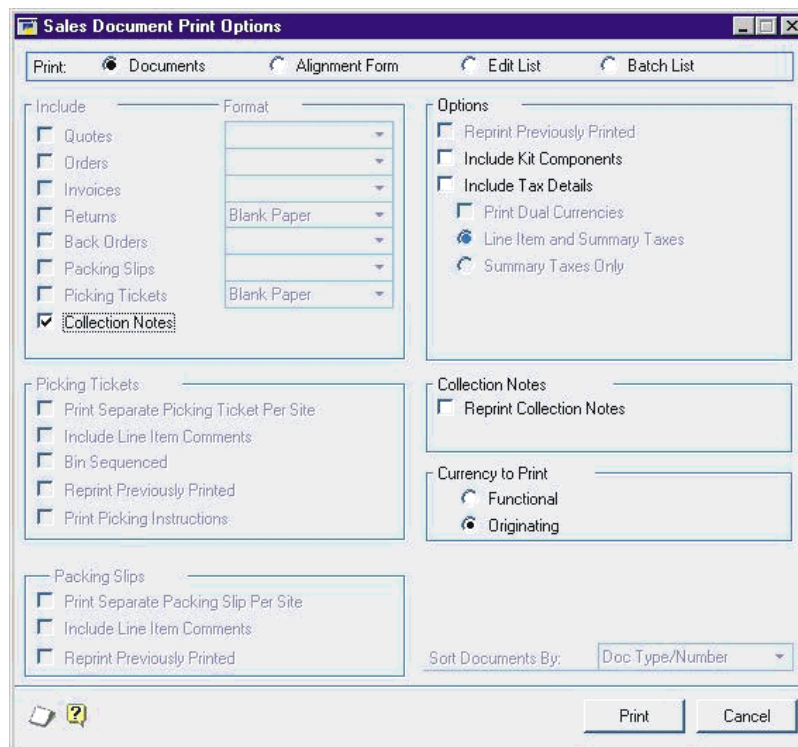 Sales Document Print Options
Print: Documents Alignment Form Edit List Batch List
Include Format
Quotes
Orders
Invoices
Returns Blank Paper
Back Orders
Packing Slips
Picking Tickets Blank Paper
Collection Notes
Options
Reprint Previously Printed
Include Kit Components
Include Tax Details
Print Dual Currencies
Line Item and Summary Taxes
Summary Taxes Only
Picking Tickets
Print Separate Picking Ticket Per Site
Include Line Item Comments
Bin Sequenced
Reprint Previously Printed
Print Picking Instructions
Collection Notes
Reprint Collection Notes
Currency to Print
Functional
Originating
Packing Slips
Print Separate Packing Slip Per Site
Include Line Item Comments
Reprint Previously Printed
Sort Documents By: Doc Type/Number
Print Cancel